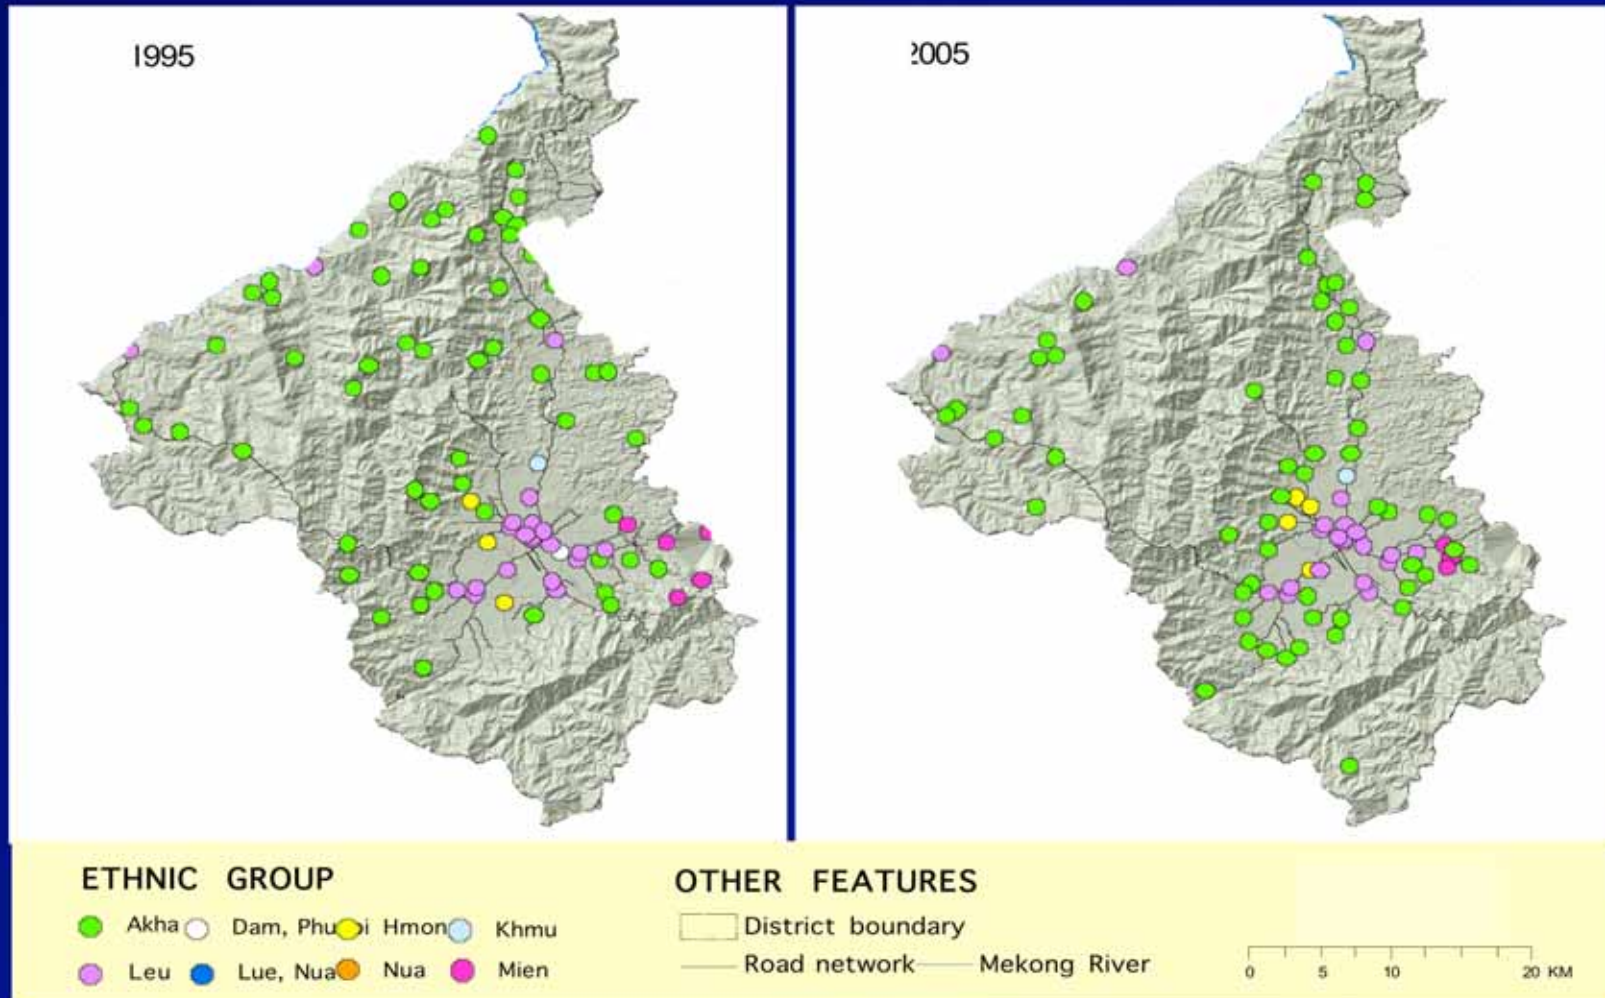 1995
2005
ETHNIC GROUP
Akha
Dam, Phu
Hmon
Khmu
Leu
Lue, Nua
Nua
Mien
OTHER FEATURES
District boundary
Road network
Mekong River
0 5 10 20 KM